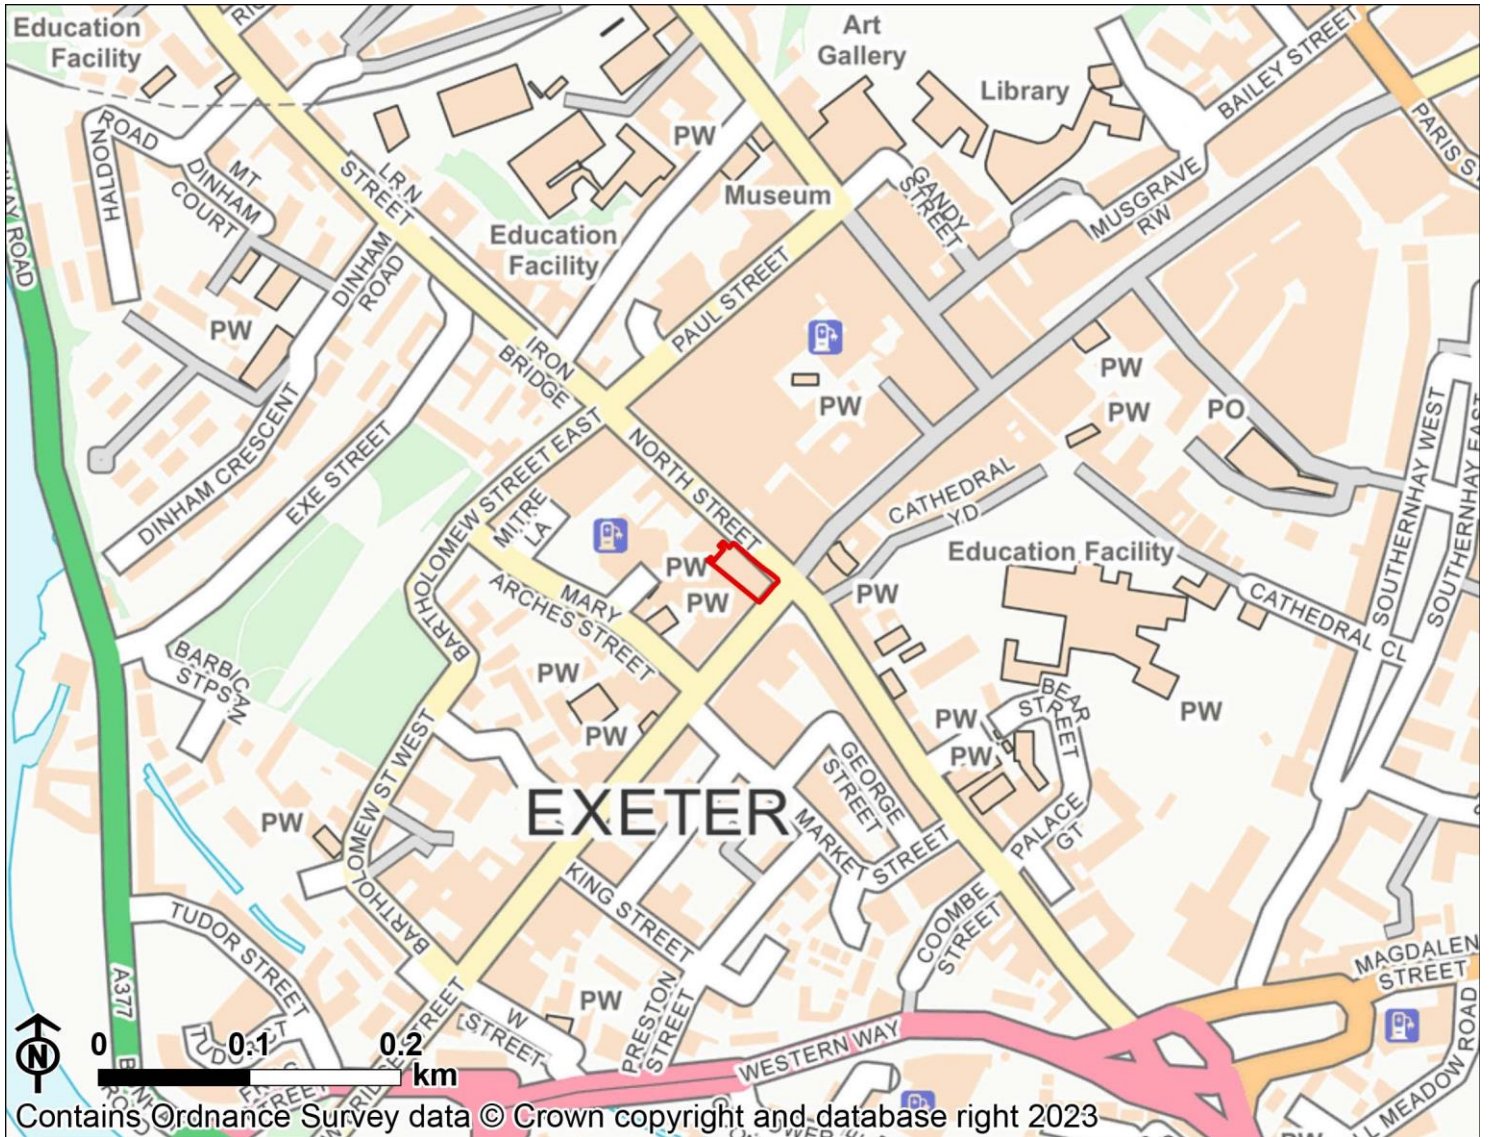 Education
Facility
Art
Gallery
Library
BAILEY STREET
PARIS
HALDON
ROAD
MT
DINHAM
COURT
LR N
STREET
PW
Museum
GANDY
STREET
MUSGRAVE
RW
ROAD
Education
Facility
DINHAM
ROAD
PAUL STREET
PW
IRON
BRIDGE
PW
PW
PW
PO
DINHAM CRESCENT
EXE STREET
BARTHOLOMEW STREET EAST
NORTH STREET
MITRE
LA
CATHEDRAL
YD
SOUTHERNHAY WEST
SOUTHERNHAY EAST
Education Facility
PW
PW
PW
MARY
ARCHES STREET
CATHEDRAL CL
BARBICAN
STPS
PW
PW
BEAR
STREET
PW
PW
PW
BARTHOLOMEW ST WEST
EXETER
GEORGE
STREET
MARKET
STREET
PALACE
GT
PW
KING STREET
COOMBE
STREET
TUDOR STREET
A377
PW
W
STREET
PRESTON
STREET
WESTERN WAY
MAGDALEN
STREET
MEADOW ROAD
N
0 0.1 0.2
km
Contains Ordnance Survey data © Crown copyright and database right 2023